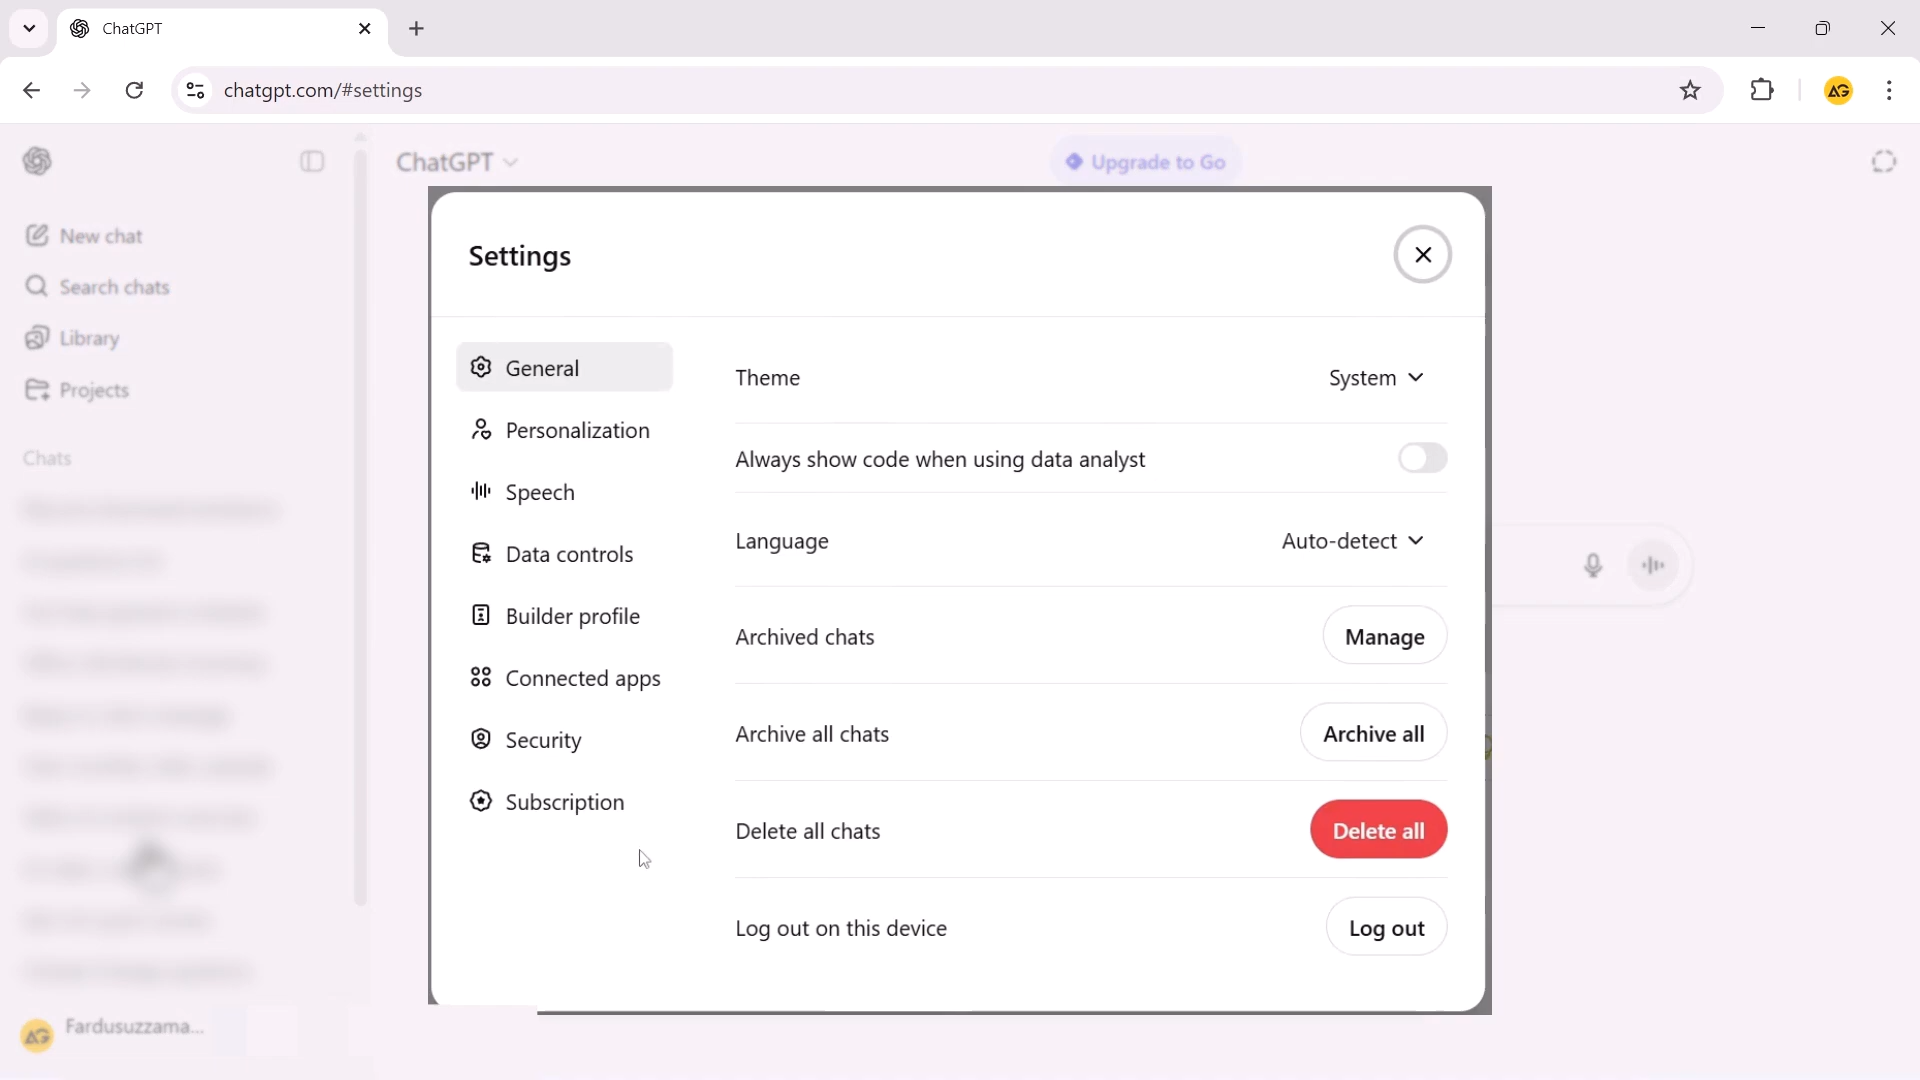 ChatGPT
chatgpt.com/#settings
ChatGPT
Upgrade to Go
New chat
Search chats
Library
Projects
Chats
Fardusuzzama...
Settings
General
Personalization
Speech
Data controls
Builder profile
Connected apps
Security
Subscription
Theme System
Always show code when using data analyst
Language Auto-detect
Archived chats Manage
Archive all chats Archive all
Delete all chats Delete all
Log out on this device Log out